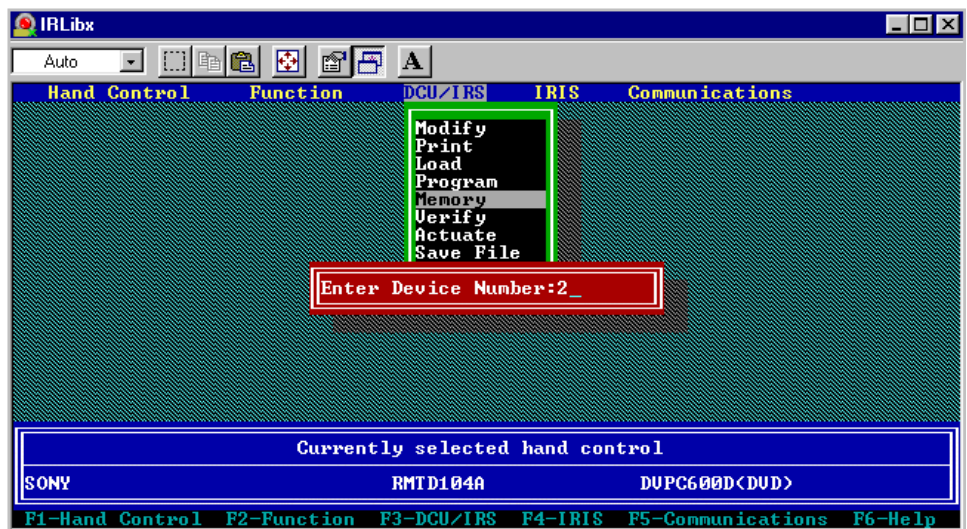 IRLibx
Auto A
Hand Control Function DCU/IRS IRIS Communications
Modify
Print
Load
Program
Memory
Verify
Actuate
Save File
Enter Device Number:2_
Currently selected hand control
SONY RMTD104A DVPC600D<DVD>
F1-Hand Control F2-Function F3-DCU/IRS F4-IRIS F5-Communications F6-Help